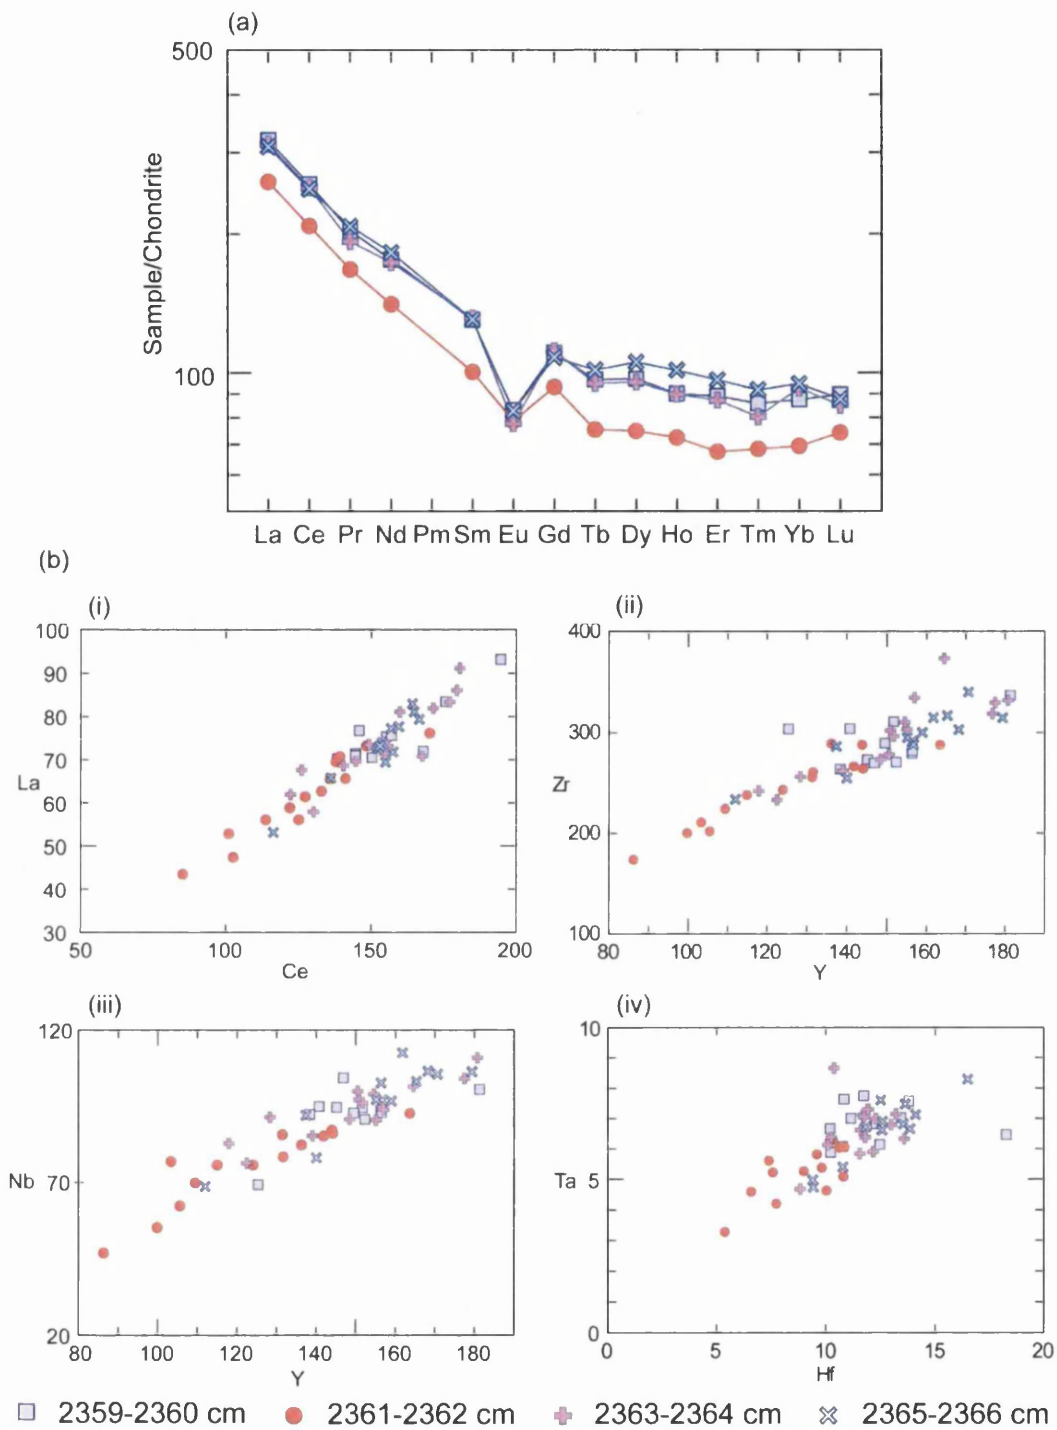 (a)
500
100
Sample/Chondrite
La Ce Pr Nd Pm Sm Eu Gd Tb Dy Ho Er Tm Yb Lu
(b)
(i)
100
90
80
70
60
50
40
30
La
50 100 150 200
Ce
(ii)
400
300
200
100
Zr
80 100 120 140 160 180
Y
(iii)
120
70
20
Nb
80 100 120 140 160 180
Y
(iv)
10
5
0
Ta
0 5 10 15 20
Hf
2359-2360 cm 2361-2362 cm 2363-2364 cm 2365-2366 cm